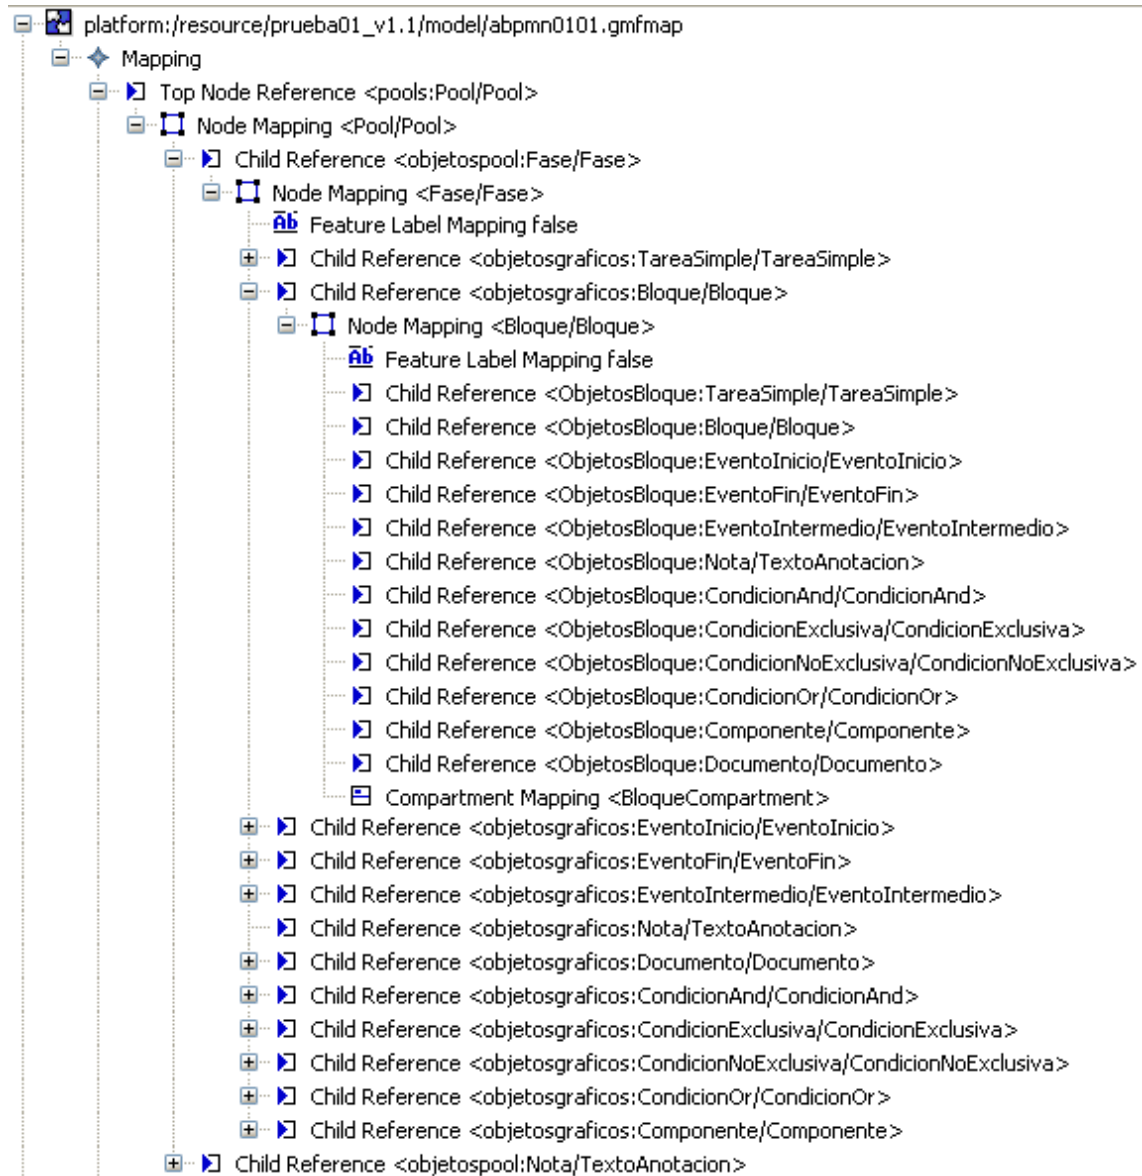 platform:/resource/prueba01_v1.1/model/abpmn0101.gmfmap
Mapping
Top Node Reference <pools:Pool/Pool>
Node Mapping <Pool/Pool>
Child Reference <objetospool:Fase/Fase>
Node Mapping <Fase/Fase>
Ab Feature Label Mapping false
Child Reference <objetosgraficos:TareaSimple/TareaSimple>
Child Reference <objetosgraficos:Bloque/Bloque>
Node Mapping <Bloque/Bloque>
Ab Feature Label Mapping false
Child Reference <ObjetosBloque:TareaSimple/TareaSimple>
Child Reference <ObjetosBloque:Bloque/Bloque>
Child Reference <ObjetosBloque:EventoInicio/EventoInicio>
Child Reference <ObjetosBloque:EventoFin/EventoFin>
Child Reference <ObjetosBloque:EventoIntermedio/EventoIntermedio>
Child Reference <ObjetosBloque:Nota/TextoAnotacion>
Child Reference <ObjetosBloque:CondicionAnd/CondicionAnd>
Child Reference <ObjetosBloque:CondicionExclusiva/CondicionExclusiva>
Child Reference <ObjetosBloque:CondicionNoExclusiva/CondicionNoExclusiva>
Child Reference <ObjetosBloque:CondicionOr/CondicionOr>
Child Reference <ObjetosBloque:Componente/Componente>
Child Reference <ObjetosBloque:Documento/Documento>
Compartment Mapping <BloqueCompartment>
Child Reference <objetosgraficos:EventoInicio/EventoInicio>
Child Reference <objetosgraficos:EventoFin/EventoFin>
Child Reference <objetosgraficos:EventoIntermedio/EventoIntermedio>
Child Reference <objetosgraficos:Nota/TextoAnotacion>
Child Reference <objetosgraficos:Documento/Documento>
Child Reference <objetosgraficos:CondicionAnd/CondicionAnd>
Child Reference <objetosgraficos:CondicionExclusiva/CondicionExclusiva>
Child Reference <objetosgraficos:CondicionNoExclusiva/CondicionNoExclusiva>
Child Reference <objetosgraficos:CondicionOr/CondicionOr>
Child Reference <objetosgraficos:Componente/Componente>
Child Reference <objetospool:Nota/TextoAnotacion>